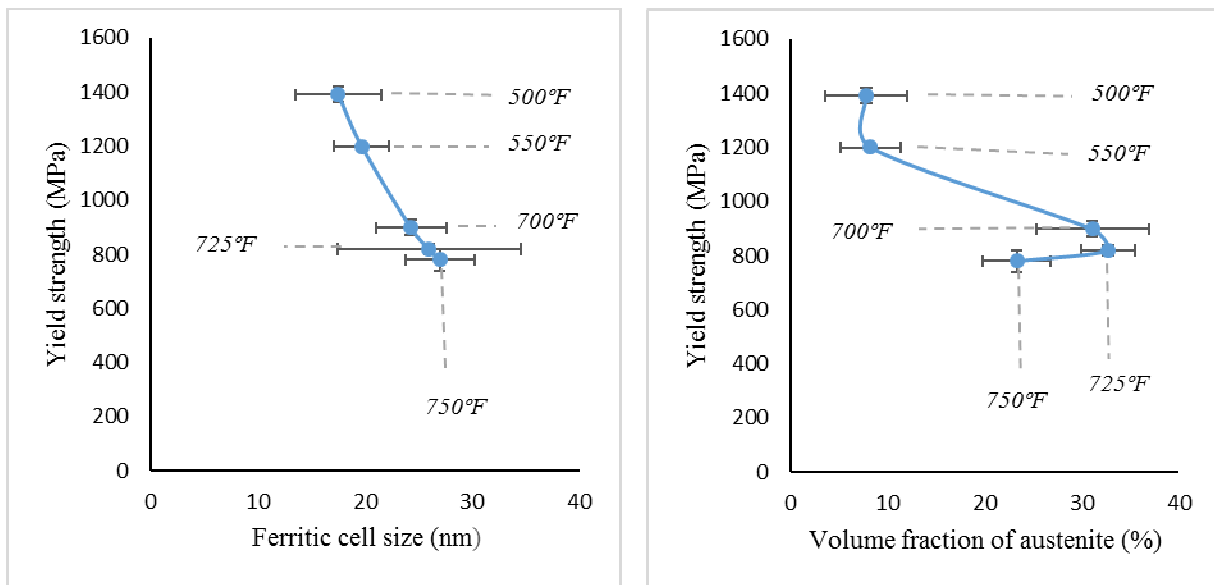 1600
1400
1200
1000
800
600
400
200
0
Yield strength (MPa)
500°F
550°F
700°F
725°F
750°F
0 10 20 30 40
Ferritic cell size (nm)
1600
1400
1200
1000
800
600
400
200
0
Yield strength (MPa)
500°F
550°F
700°F
725°F
750°F
0 10 20 30 40
Volume fraction of austenite (%)